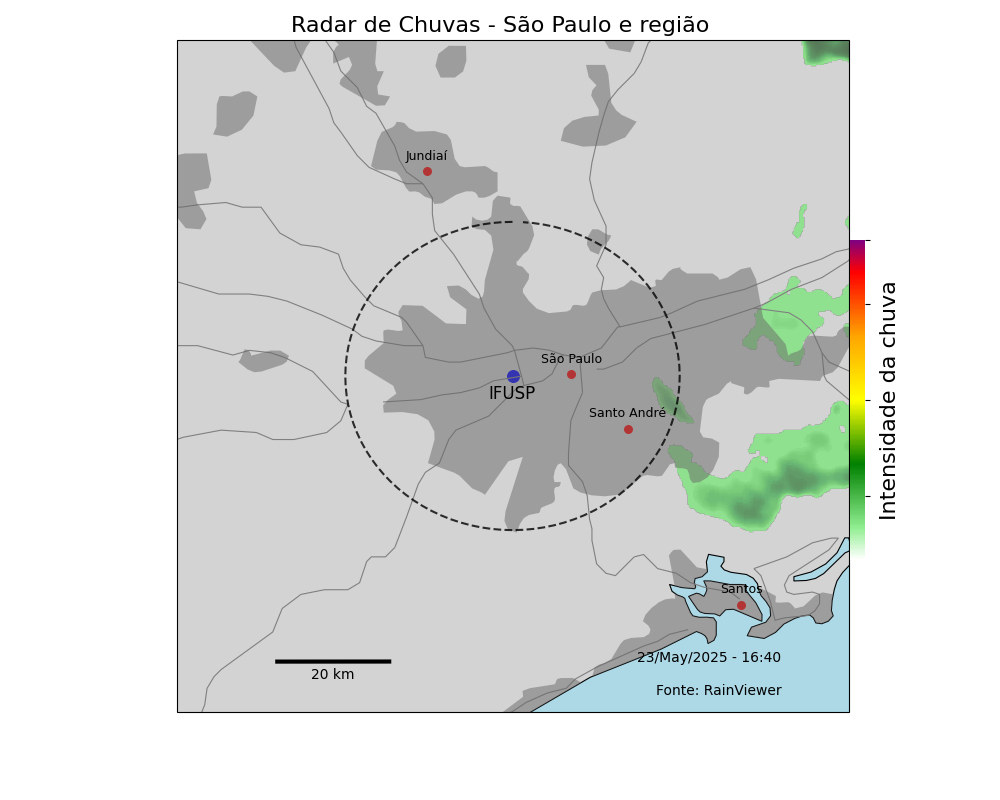 Radar de Chuvas - São Paulo e região
Jundiaí
São Paulo
IFUSP
Santo André
Intensidade da chuva
Santos
23/May/2025 - 16:40
20 km
Fonte: RainViewer